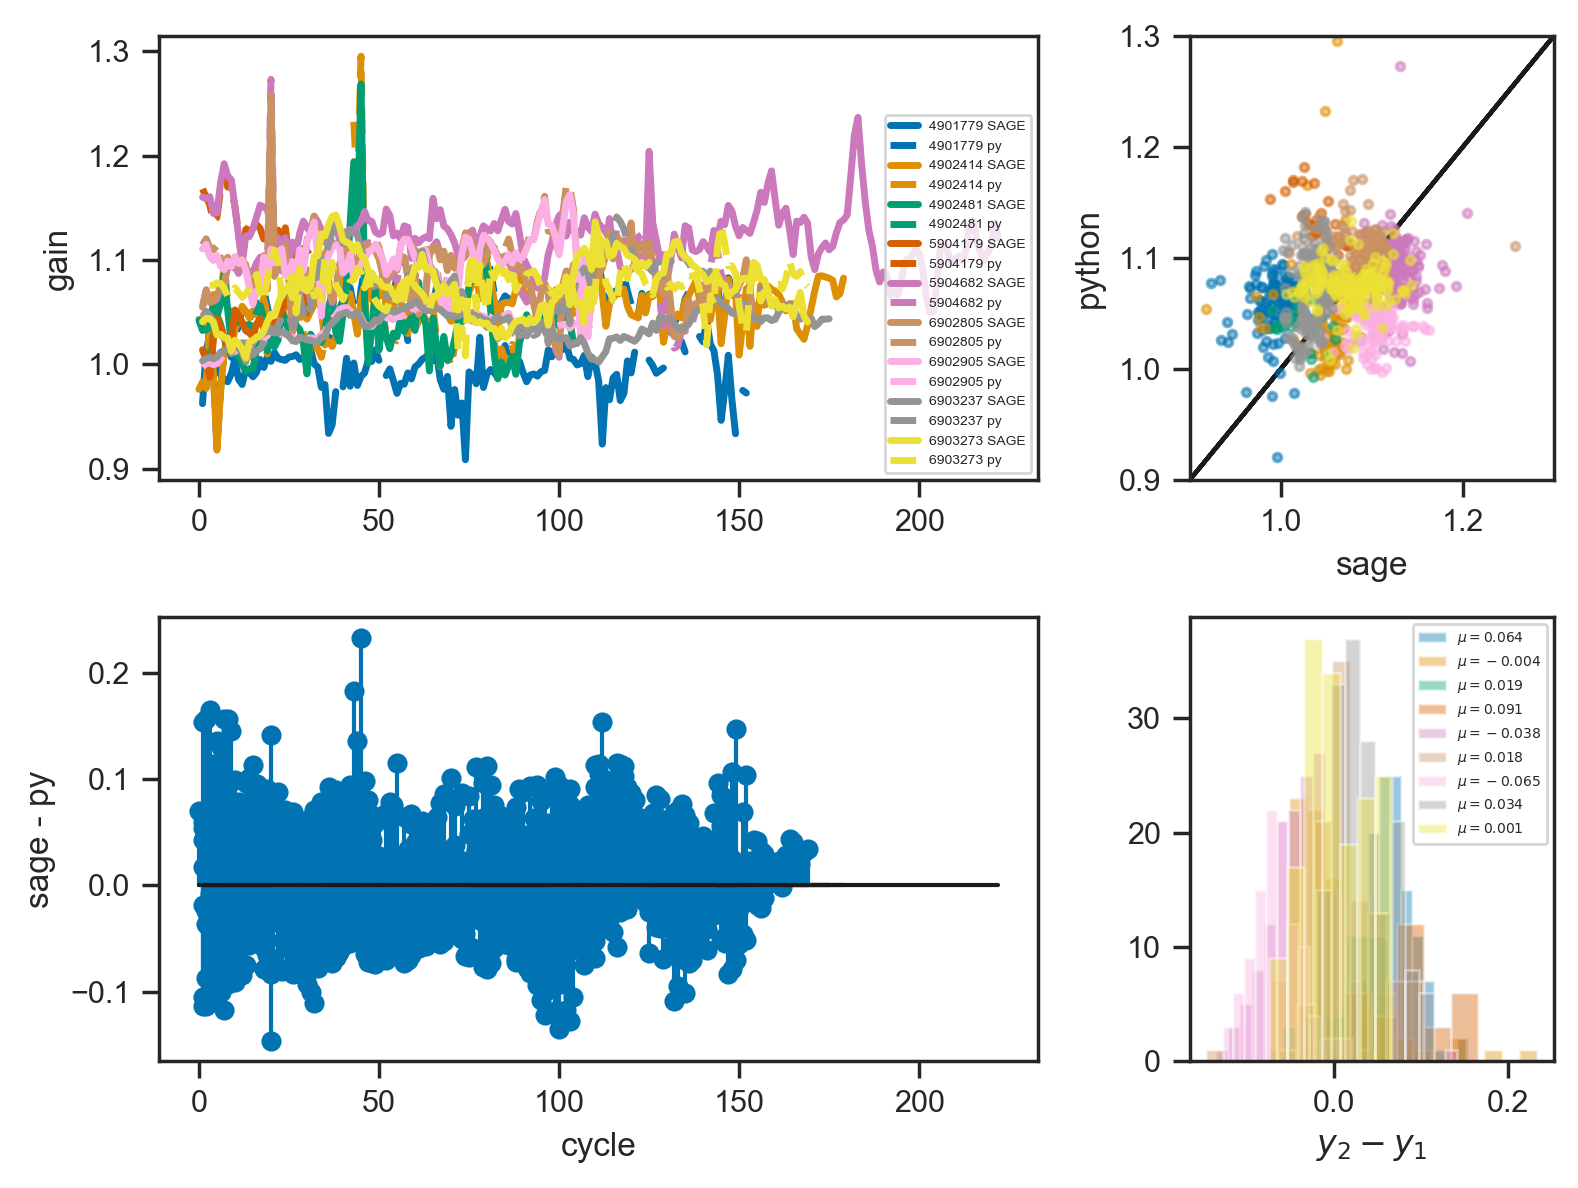 1.3
1.2
1.1
1.0
0.9
gain
0
50
100
150
200
4901779 SAGE
4901779 py
4902414 SAGE
4902414 py
4902481 SAGE
4902481 py
5904179 SAGE
5904179 py
5904682 SAGE
5904682 py
6902805 SAGE
6902805 py
6902905 SAGE
6902905 py
6903237 SAGE
6903237 py
6903273 SAGE
6903273 py
1.3
1.2
1.1
1.0
0.9
python
1.0
1.2
sage
0.2
0.1
0.0
−0.1
sage - py
0
50
100
150
200
cycle
30
20
10
0
μ = 0.064
μ = − 0.004
μ = 0.019
μ = 0.091
μ = − 0.038
μ = 0.018
μ = − 0.065
μ = 0.034
μ = 0.001
0.0
0.2
y₂ − y₁